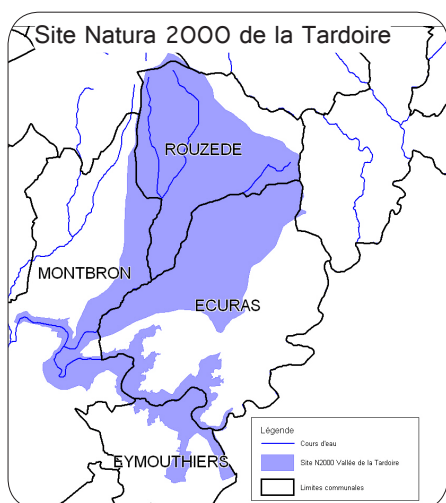 Site Natura 2000 de la Tardoire
ROUZEDE
MONTBRON
ECURAS
EYMOUTHIERS
Légende
Cours d'eau
Site N2000 Vallée de la Tardoire
Limites communales